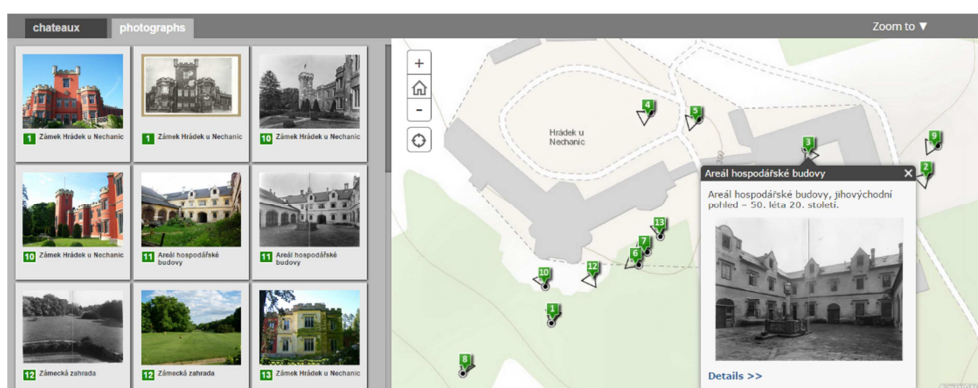 chateaux
photographs
Zoom to ▼
1 Zámek Hrádek u Nechanic
1 Zámek Hrádek u Nechanic
10 Zámek Hrádek u Nechanic
10 Zámek Hrádek u Nechanic
11 Areál hospodářské
budovy
11 Areál hospodářské
budovy
12 Zámecká zahrada
12 Zámecká zahrada
13 Zámek Hrádek u Nechanic
+
-
Hrádek u
Nechanic
4
5
3
9
2
13
7
6
10
12
1
8
Areál hospodářské budovy
×
Areál hospodářské budovy, jihovýchodní
pohled – 50. léta 20. století.
Details >>